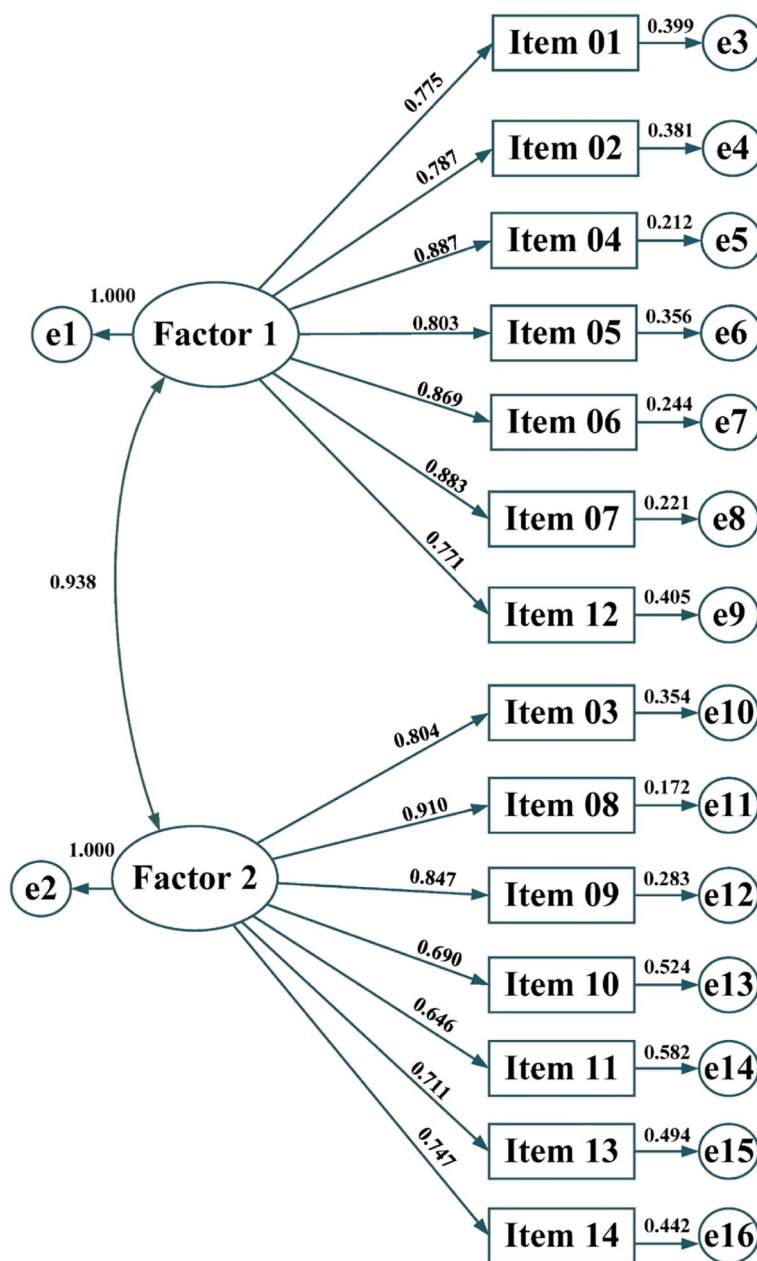 Item 01 0.399 e3
0.775
Item 02 0.381 e4
0.787
Item 04 0.212 e5
0.887
1.000
e1 Factor 1 0.803 Item 05 0.356 e6
0.869
Item 06 0.244 e7
0.883
Item 07 0.221 e8
0.771
Item 12 0.405 e9
0.938
Item 03 0.354 e10
0.804
Item 08 0.172 e11
0.910
1.000
e2 Factor 2 0.847 Item 09 0.283 e12
0.690
Item 10 0.524 e13
0.646
Item 11 0.582 e14
0.711
Item 13 0.494 e15
0.747
Item 14 0.442 e16